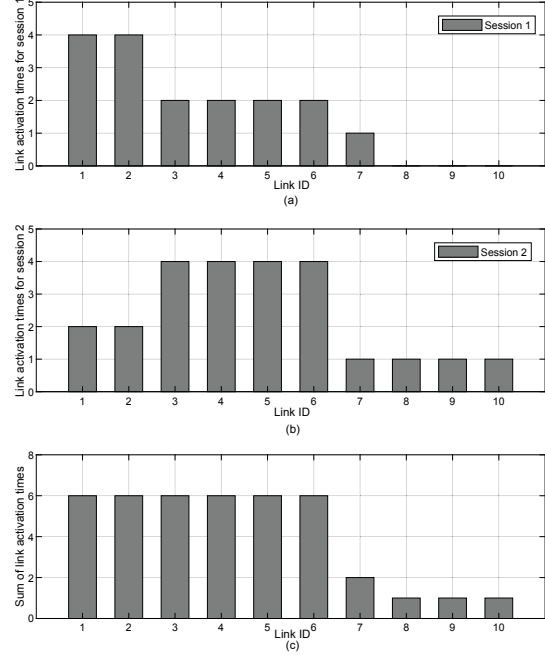 Link activation times for session 1
5
4
3
2
1
0
Session 1
1 2 3 4 5 6 7 8 9 10
Link ID
(a)
Link activation times for session 2
5
4
3
2
1
0
Session 2
1 2 3 4 5 6 7 8 9 10
Link ID
(b)
Sum of link activation times
8
6
4
2
0
1 2 3 4 5 6 7 8 9 10
Link ID
(c)